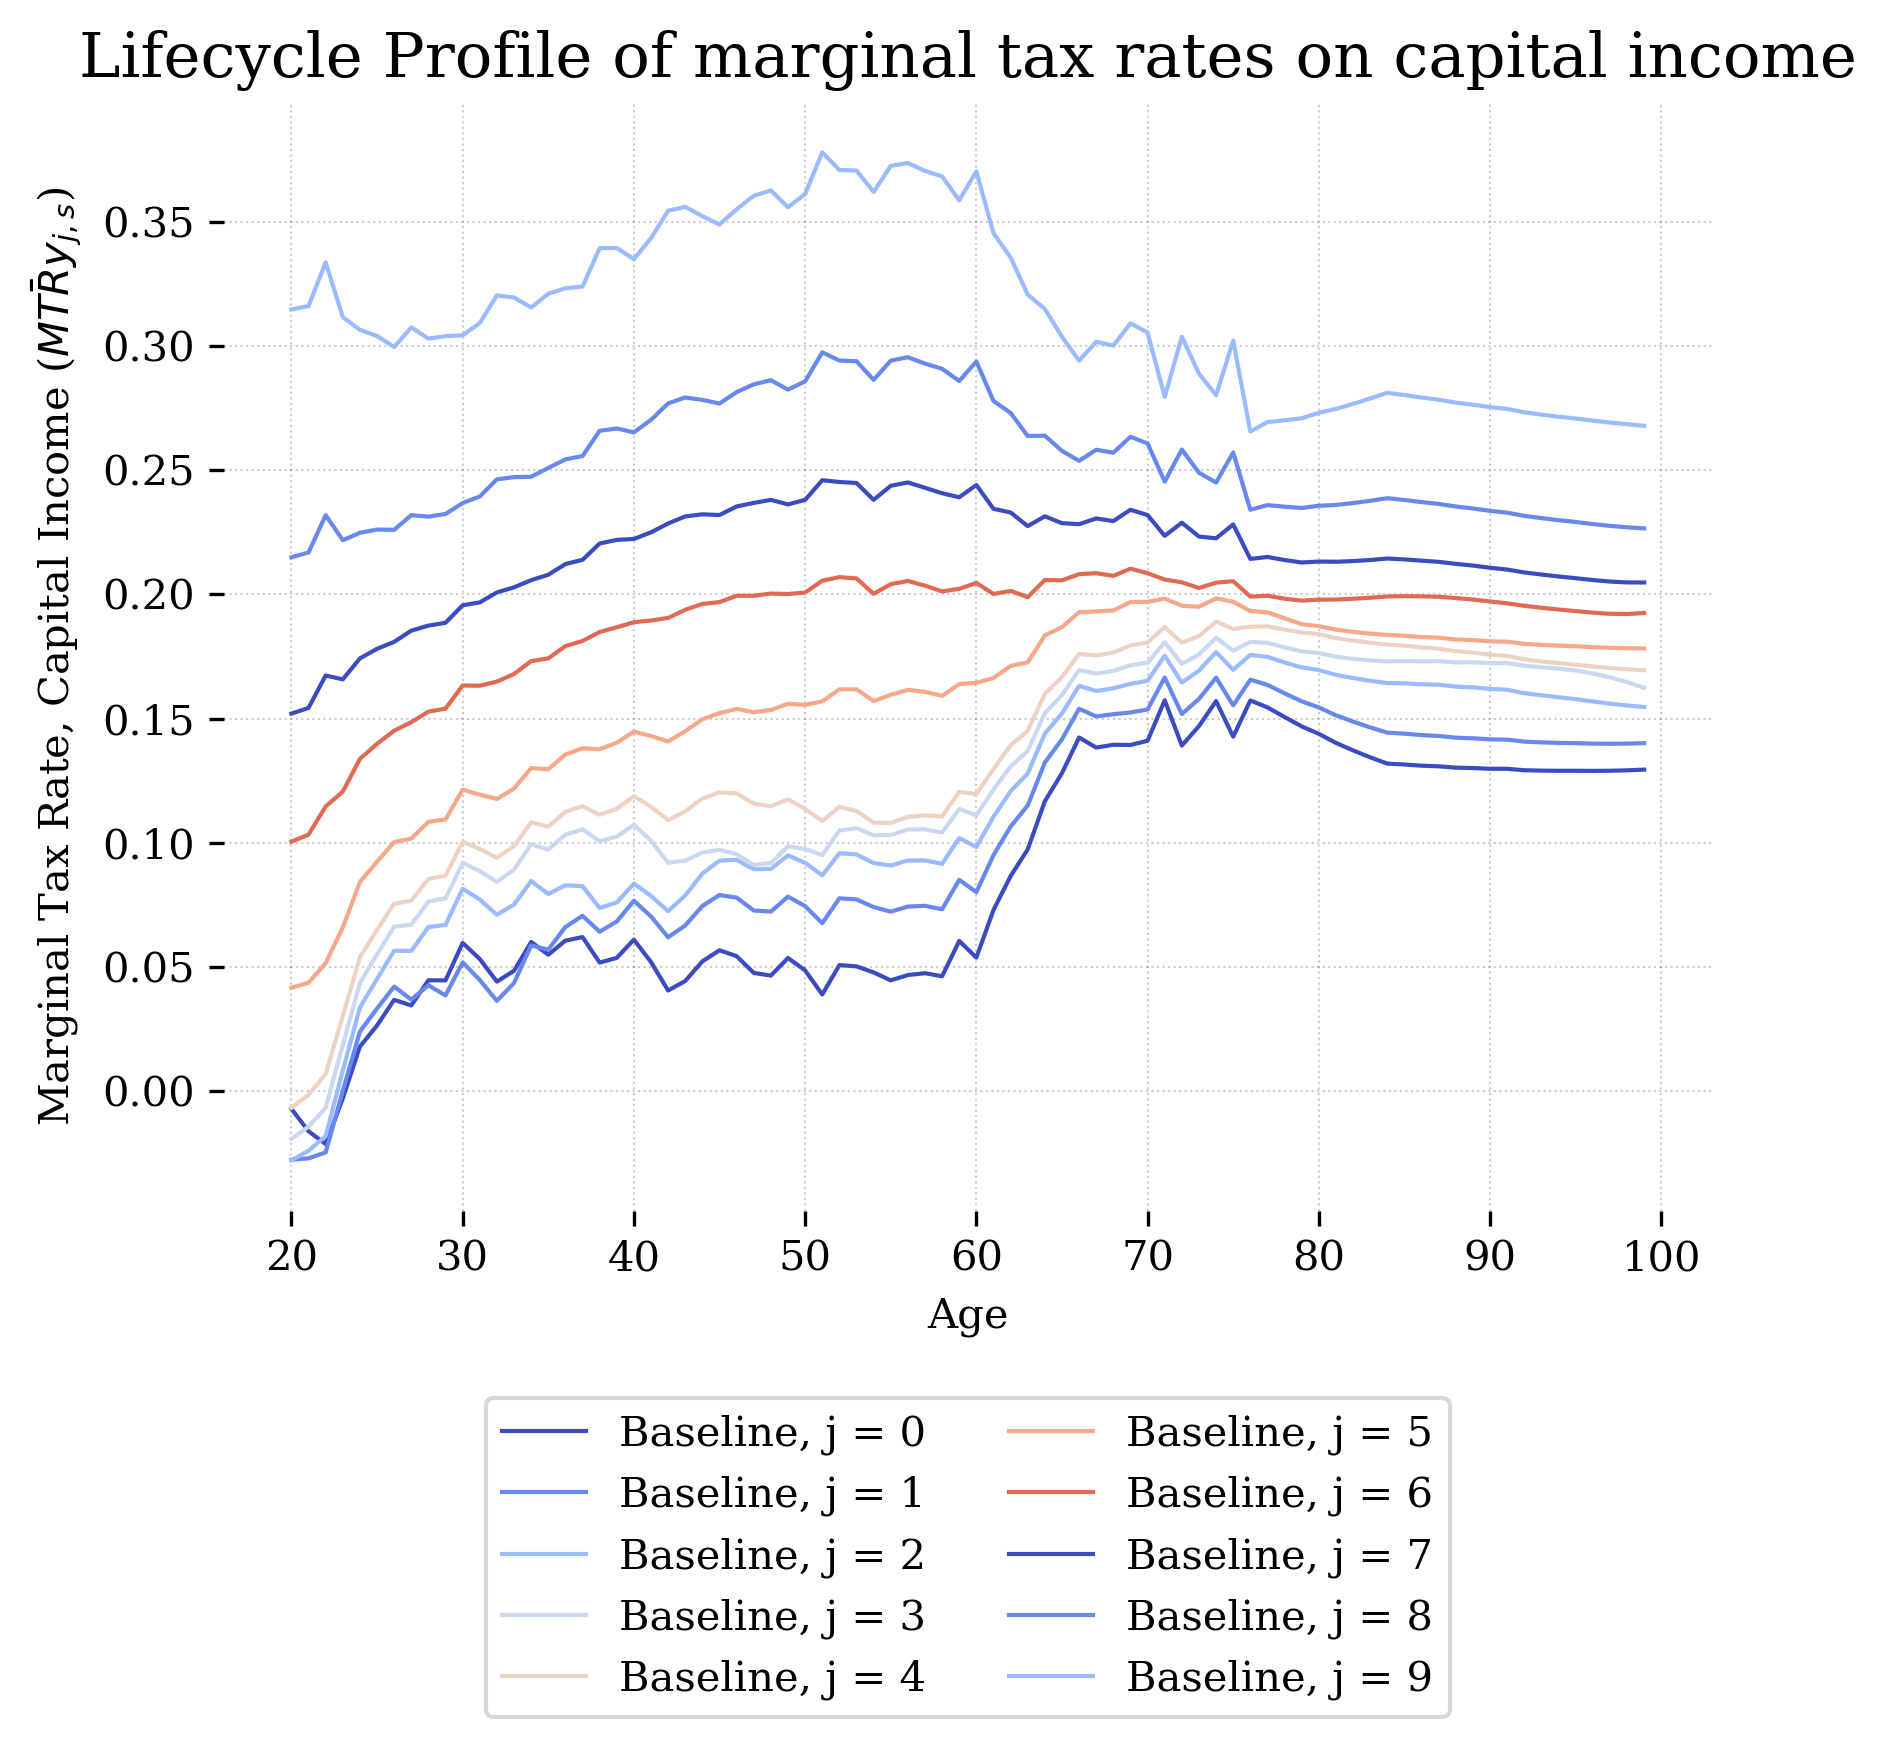 Lifecycle Profile of marginal tax rates on capital income
Marginal Tax Rate, Capital Income ($M\bar{TR}y_{j,s}$)
0.35
0.30
0.25
0.20
0.15
0.10
0.05
0.00
20 30 40 50 60 70 80 90 100
Age
Baseline, j = 0
Baseline, j = 1
Baseline, j = 2
Baseline, j = 3
Baseline, j = 4
Baseline, j = 5
Baseline, j = 6
Baseline, j = 7
Baseline, j = 8
Baseline, j = 9